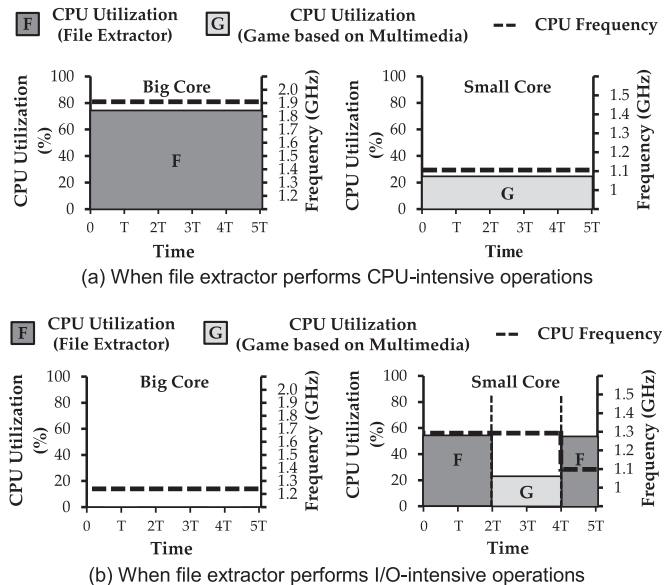 F CPU Utilization (File Extractor) G CPU Utilization (Game based on Multimedia) CPU Frequency
Big Core
CPU Utilization (%)
100
80
60
40
20
0
F
2.0
1.9
1.8
1.7
1.6
1.5
1.4
1.3
1.2
Frequency (GHz)
0 T 2T 3T 4T 5T
Time
Small Core
CPU Utilization (%)
100
80
60
40
20
0
G
1.5
1.4
1.3
1.2
1.1
1
Frequency (GHz)
0 T 2T 3T 4T 5T
Time
(a) When file extractor performs CPU-intensive operations
F CPU Utilization (File Extractor) G CPU Utilization (Game based on Multimedia) CPU Frequency
Big Core
CPU Utilization (%)
100
80
60
40
20
0
2.0
1.9
1.8
1.7
1.6
1.5
1.4
1.3
1.2
Frequency (GHz)
0 T 2T 3T 4T 5T
Time
Small Core
CPU Utilization (%)
100
80
60
40
20
0
F
G
F
1.5
1.4
1.3
1.2
1.1
1
Frequency (GHz)
0 T 2T 3T 4T 5T
Time
(b) When file extractor performs I/O-intensive operations